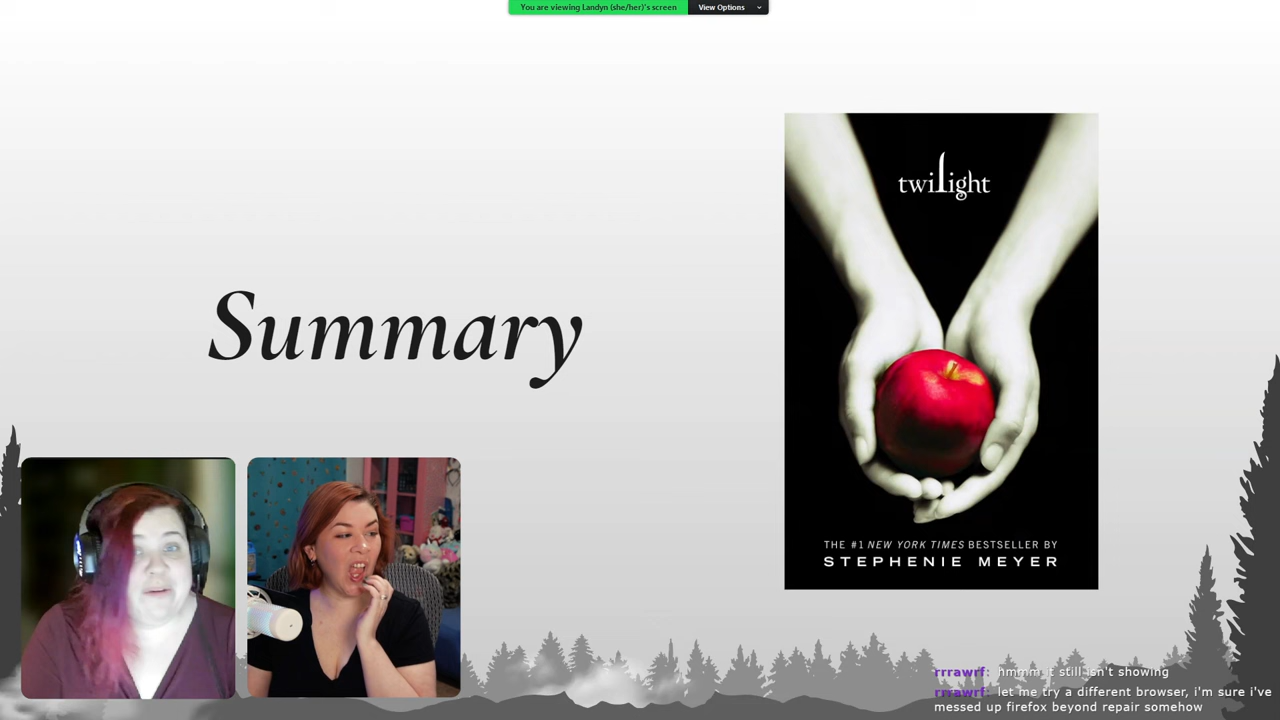 You are viewing Landyn (she/her)'s screen
View Options
twilight
Summary
THE #1 NEW YORK TIMES BESTSELLER BY
STEPHENIE MEYER
rrrawrf: hmmm it still isn't showing
rrrawrf: let me try a different browser, i'm sure i've
messed up firefox beyond repair somehow